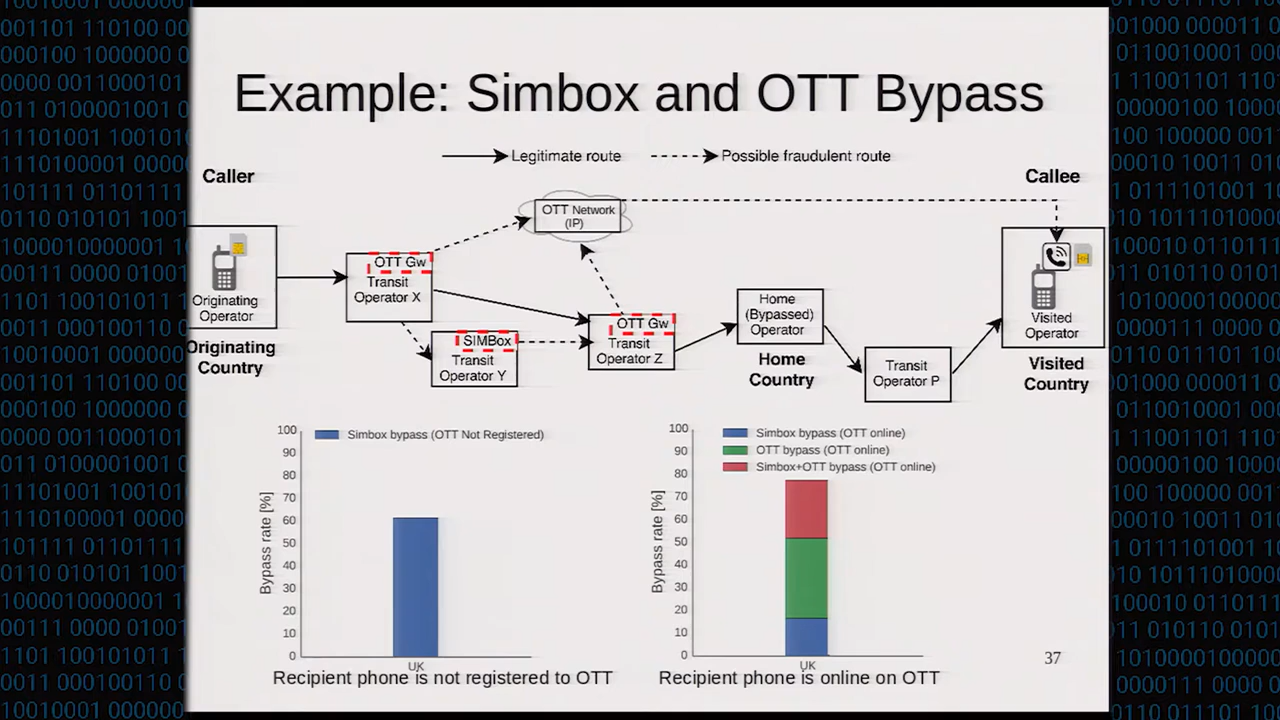 Example: Simbox and OTT Bypass
Legitimate route
Possible fraudulent route
Caller
Callee
OTT Network
(IP)
OTT Gw
Transit
Operator X
Originating
Operator
Originating
Country
SIMBox
Transit
Operator Y
OTT Gw
Transit
Operator Z
Home
(Bypassed)
Operator
Home
Country
Transit
Operator P
Visited
Operator
Visited
Country
Simbox bypass (OTT Not Registered)
Bypass rate [%]
100
90
80
70
60
50
40
30
20
10
0
UK
Recipient phone is not registered to OTT
Simbox bypass (OTT online)
OTT bypass (OTT online)
Simbox+OTT bypass (OTT online)
Bypass rate [%]
100
90
80
70
60
50
40
30
20
10
0
UK
Recipient phone is online on OTT
37